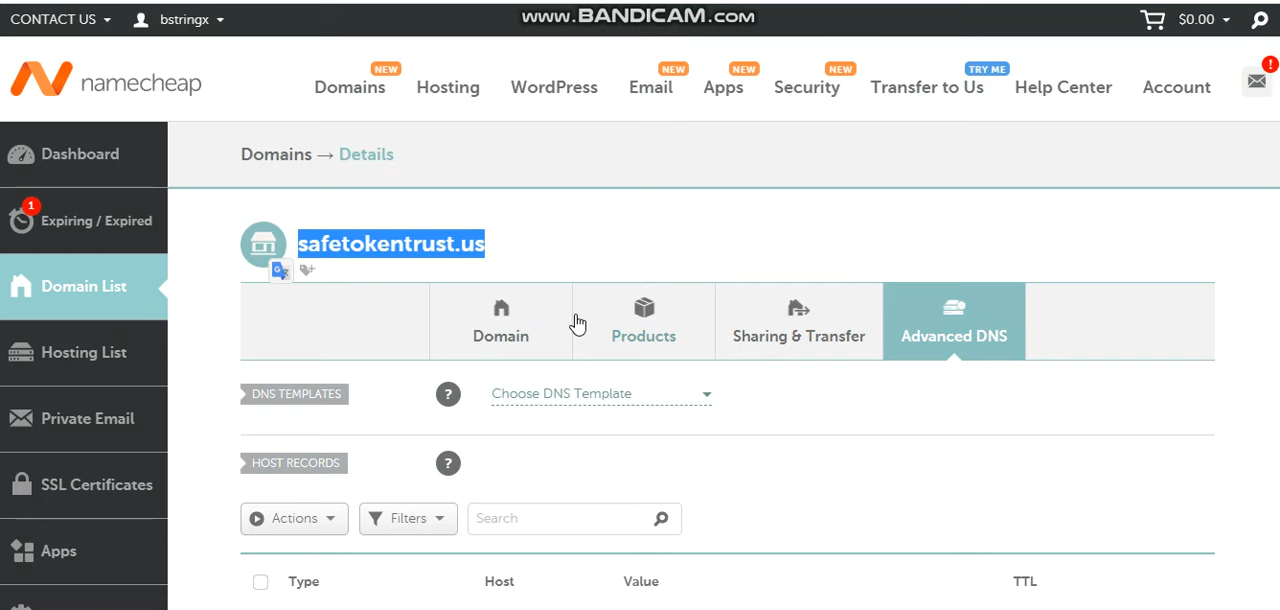 CONTACT US
bstringx
WWW.BANDICAM.COM
$0.00
namecheap
Domains NEW
Hosting
WordPress
Email NEW
Apps NEW
Security NEW
Transfer to Us TRY ME
Help Center
Account
!
Dashboard
1
Expiring / Expired
Domain List
Hosting List
Private Email
SSL Certificates
Apps
Domains → Details
safetokentrust.us
G
Domain
Products
Sharing & Transfer
Advanced DNS
DNS TEMPLATES
?
Choose DNS Template
HOST RECORDS
?
Actions
Filters
Search
Type Host Value TTL